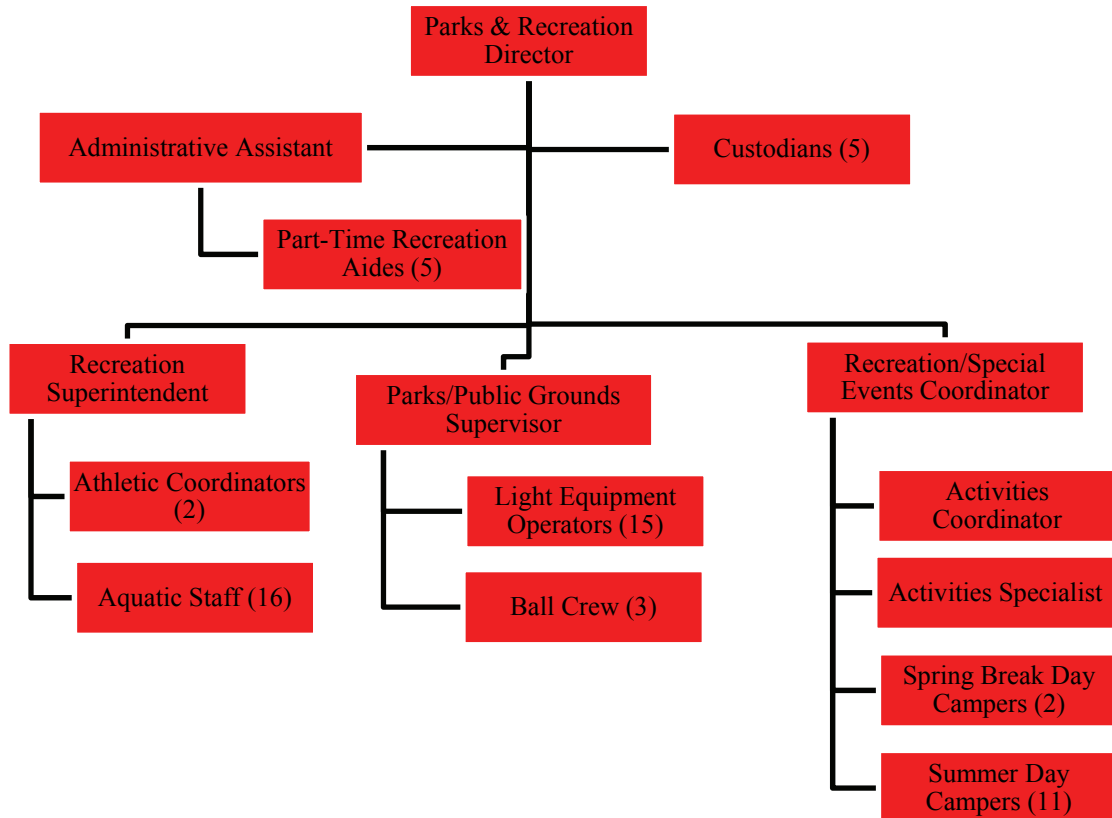 Parks & Recreation
Director
Administrative Assistant
Custodians (5)
Part-Time Recreation
Aides (5)
Recreation
Superintendent
Parks/Public Grounds
Supervisor
Recreation/Special
Events Coordinator
Athletic Coordinators
(2)
Aquatic Staff (16)
Light Equipment
Operators (15)
Ball Crew (3)
Activities
Coordinator
Activities Specialist
Spring Break Day
Campers (2)
Summer Day
Campers (11)